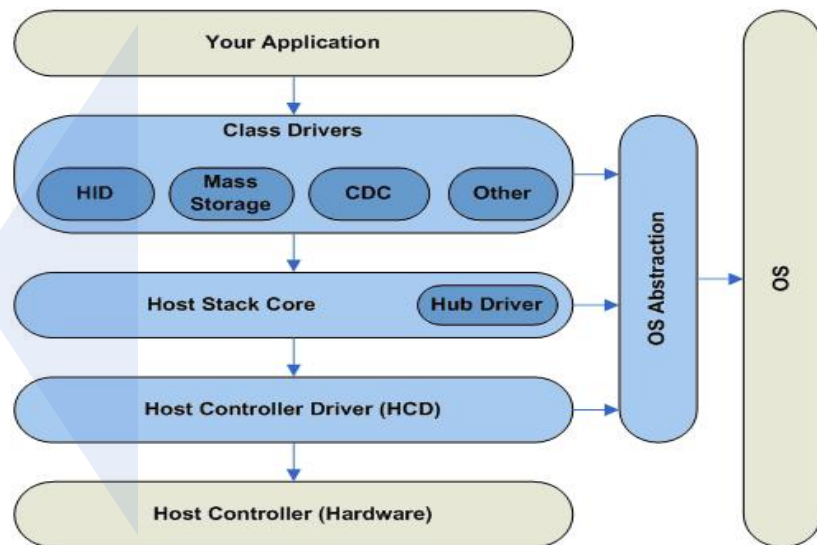 Your Application
Class Drivers
HID
Mass
Storage
CDC
Other
Host Stack Core
Hub Driver
Host Controller Driver (HCD)
Host Controller (Hardware)
OS Abstraction
OS